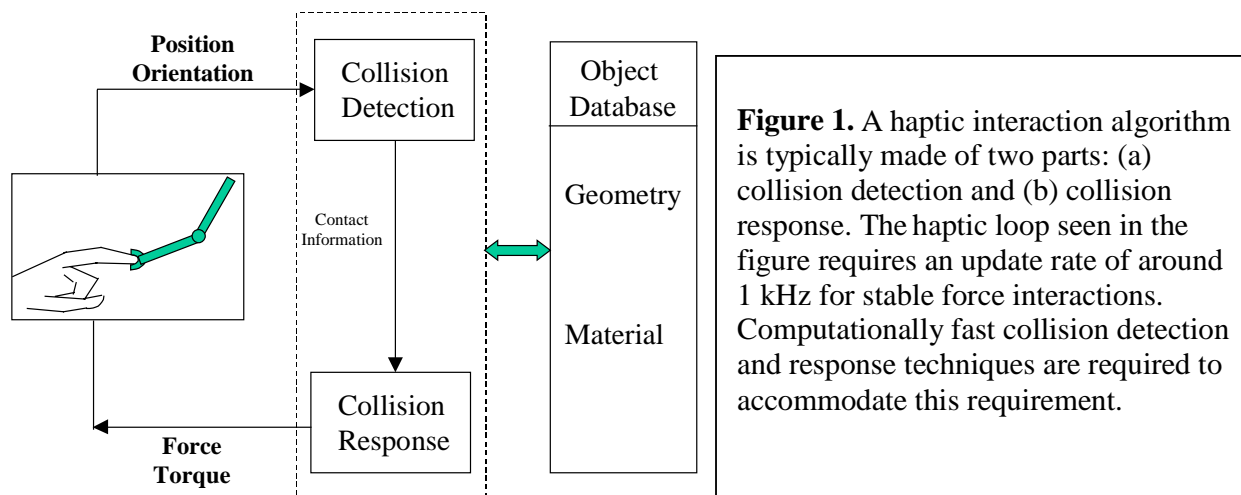 Position
Orientation
Collision
Detection
Contact
Information
Collision
Response
Force
Torque
Object
Database
Geometry
Material
Figure 1. A haptic interaction algorithm
is typically made of two parts: (a)
collision detection and (b) collision
response. The haptic loop seen in the
figure requires an update rate of around
1 kHz for stable force interactions.
Computationally fast collision detection
and response techniques are required to
accommodate this requirement.